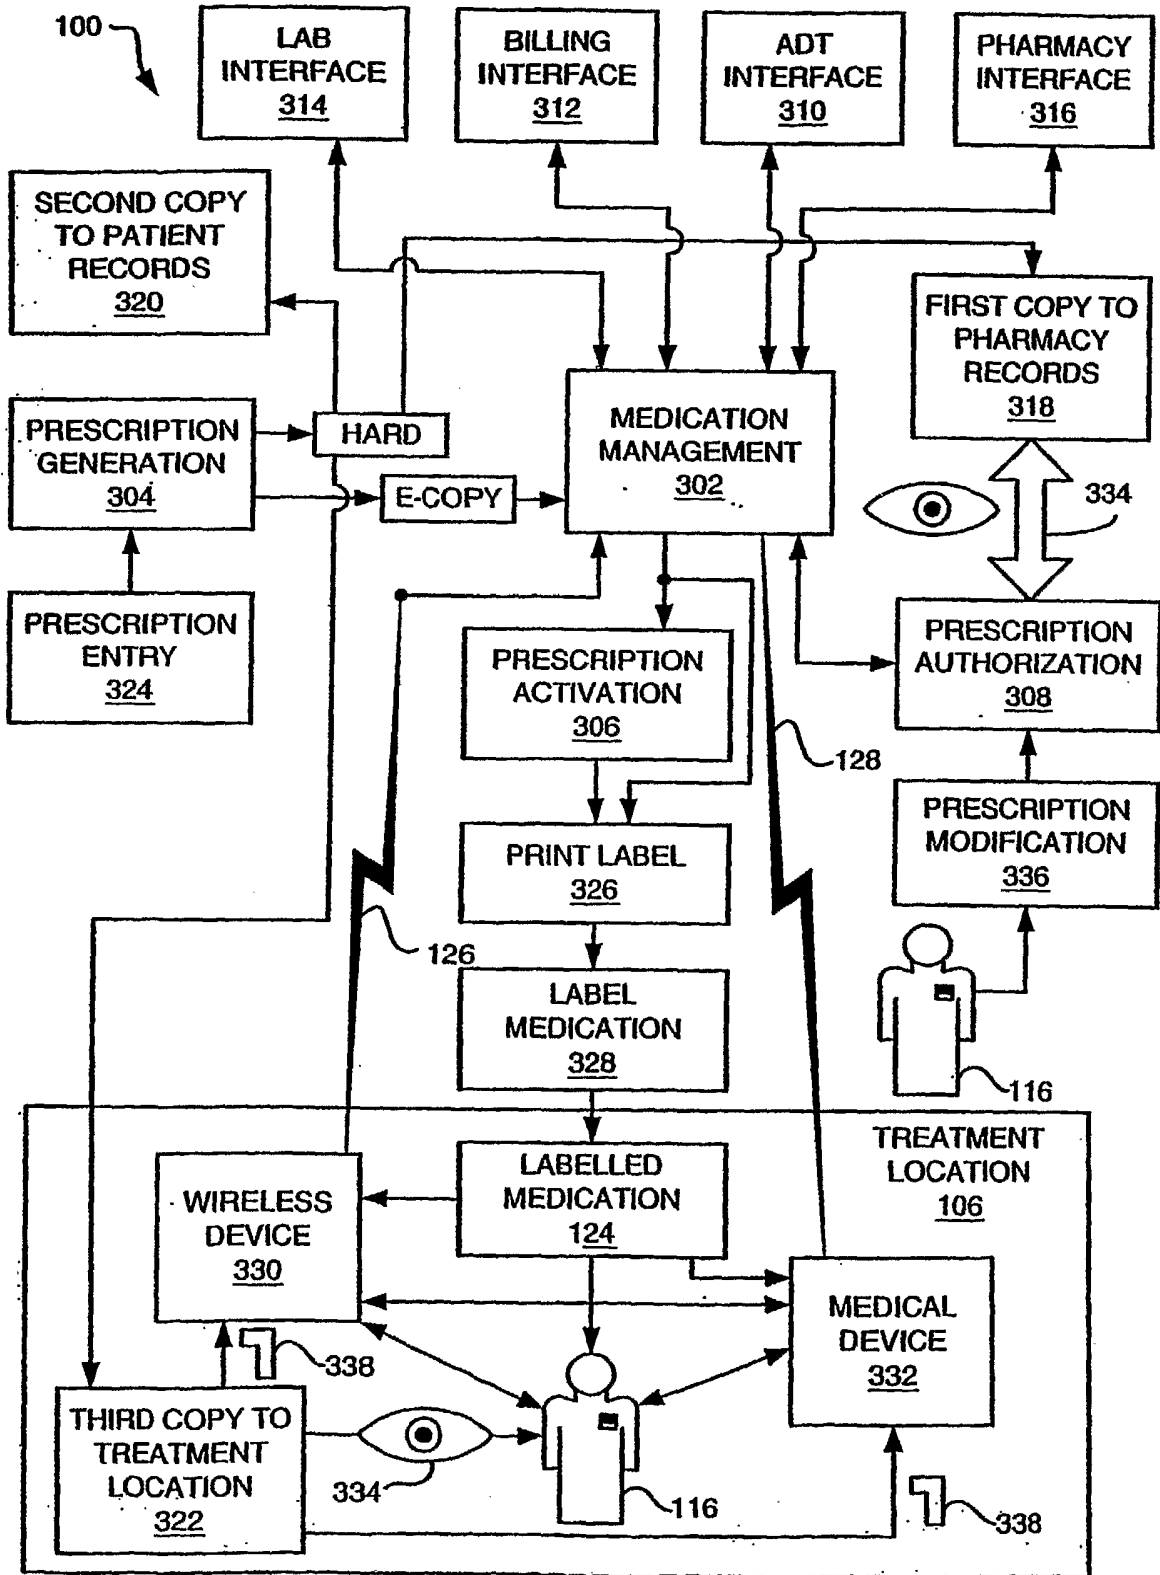 100
LAB
INTERFACE
314
BILLING
INTERFACE
312
ADT
INTERFACE
310
PHARMACY
INTERFACE
316
SECOND COPY
TO PATIENT
RECORDS
320
FIRST COPY TO
PHARMACY
RECORDS
318
PRESCRIPTION
GENERATION
304
HARD
E-COPY
MEDICATION
MANAGEMENT
302
334
PRESCRIPTION
ENTRY
324
PRESCRIPTION
ACTIVATION
306
PRESCRIPTION
AUTHORIZATION
308
128
PRINT LABEL
326
PRESCRIPTION
MODIFICATION
336
126
LABEL
MEDICATION
328
116
TREATMENT
LOCATION
106
WIRELESS
DEVICE
330
LABELLED
MEDICATION
124
MEDICAL
DEVICE
332
338
THIRD COPY TO
TREATMENT
LOCATION
322
334
116
338